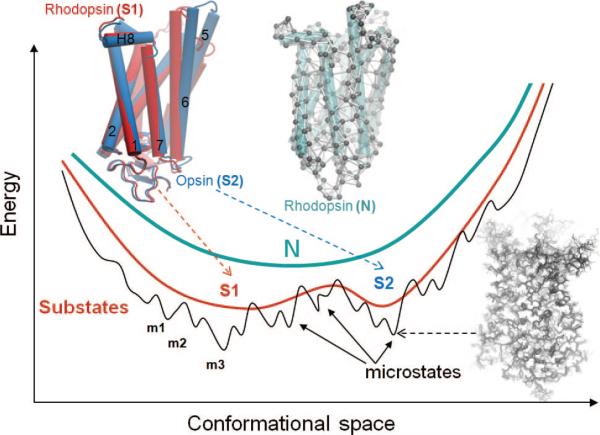 Rhodopsin (S1)
H8
5
6
2
1
7
Opsin (S2)
Rhodopsin (N)
Energy
N
S1
S2
Substates
m1
m2
m3
microstates
Conformational space